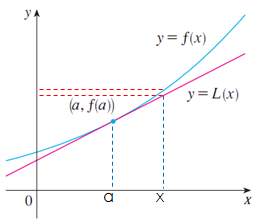 y
y = f(x)
(a, f(a))
y = L(x)
0
a
x
x